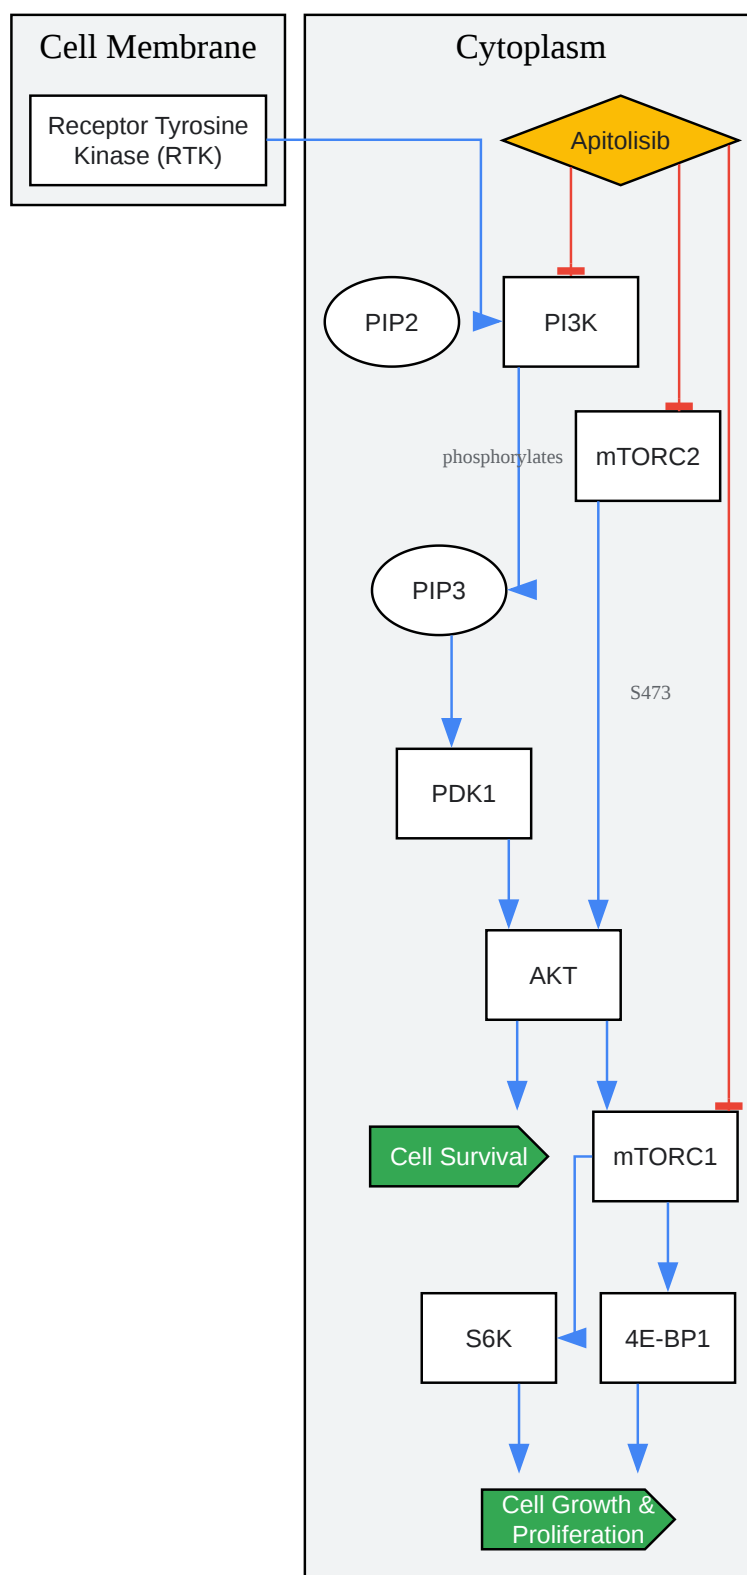 Cell Membrane
Cytoplasm
Receptor Tyrosine
Kinase (RTK)
Apitolisib
PIP2
PI3K
phosphorylates
mTORC2
PIP3
S473
PDK1
AKT
Cell Survival
mTORC1
S6K
4E-BP1
Cell Growth &
Proliferation